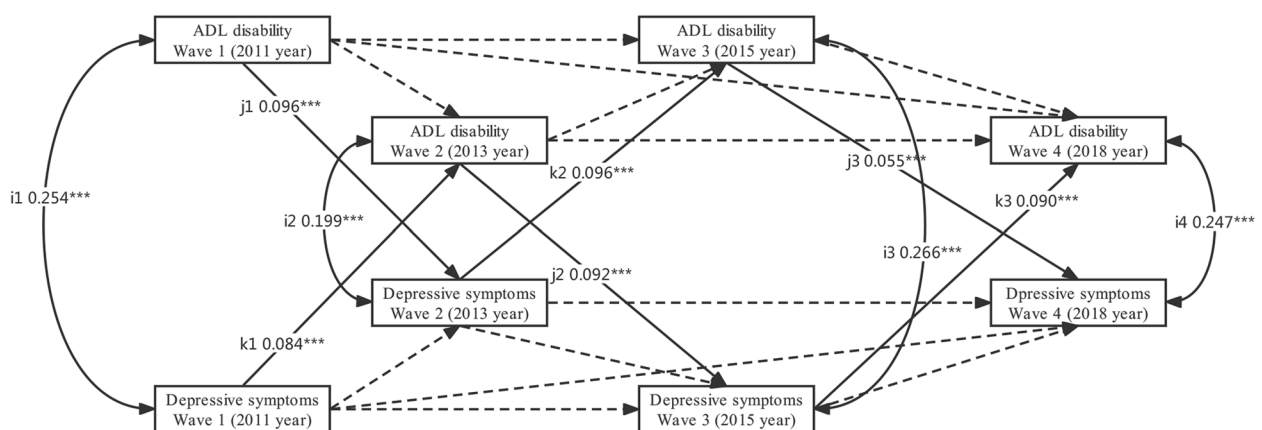 ADL disability
Wave 1 (2011 year)
ADL disability
Wave 3 (2015 year)
j1 0.096***
ADL disability
Wave 2 (2013 year)
ADL disability
Wave 4 (2018 year)
k2 0.096***
j3 0.055***
i1 0.254***
k3 0.090***
i2 0.199***
i4 0.247***
i3 0.266***
j2 0.092***
Depressive symptoms
Wave 2 (2013 year)
Dpressive symptoms
Wave 4 (2018 year)
k1 0.084***
Depressive symptoms
Wave 1 (2011 year)
Depressive symptoms
Wave 3 (2015 year)